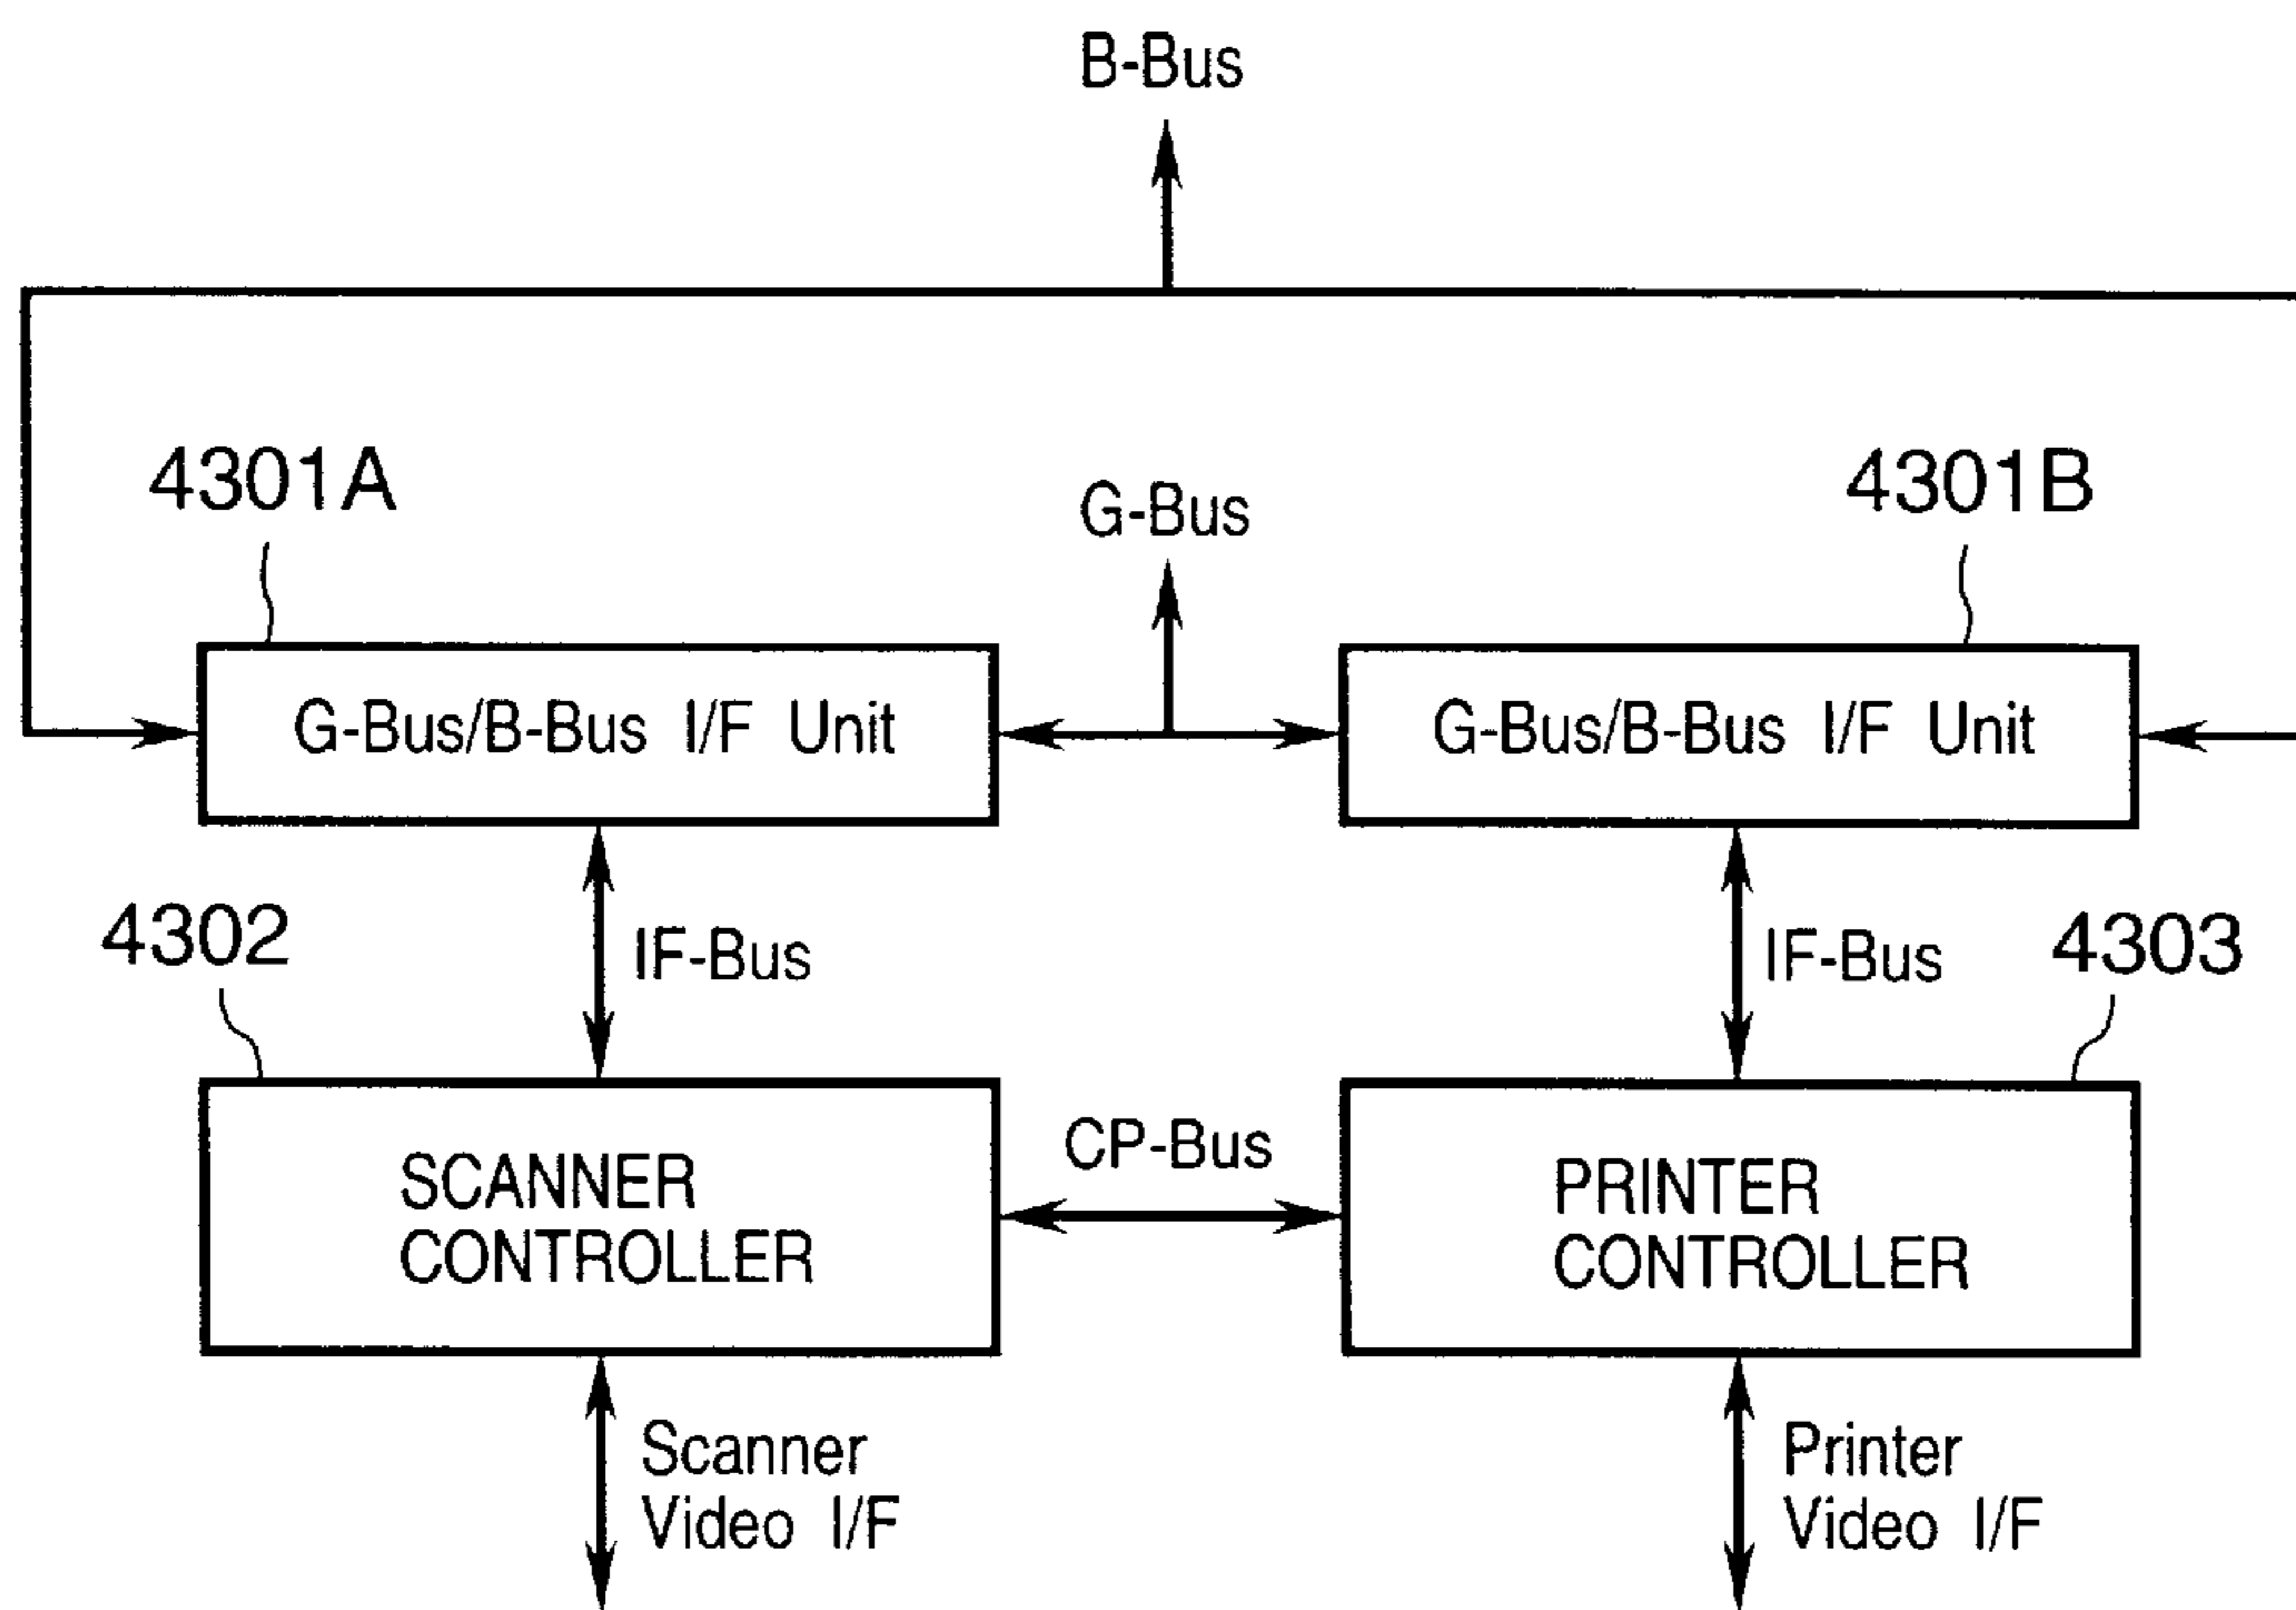 B-Bus
4301A
G-Bus
4301B
G-Bus/B-Bus I/F Unit
G-Bus/B-Bus I/F Unit
4302
IF-Bus
IF-Bus
4303
SCANNER
CONTROLLER
CP-Bus
PRINTER
CONTROLLER
Scanner
Video I/F
Printer
Video I/F